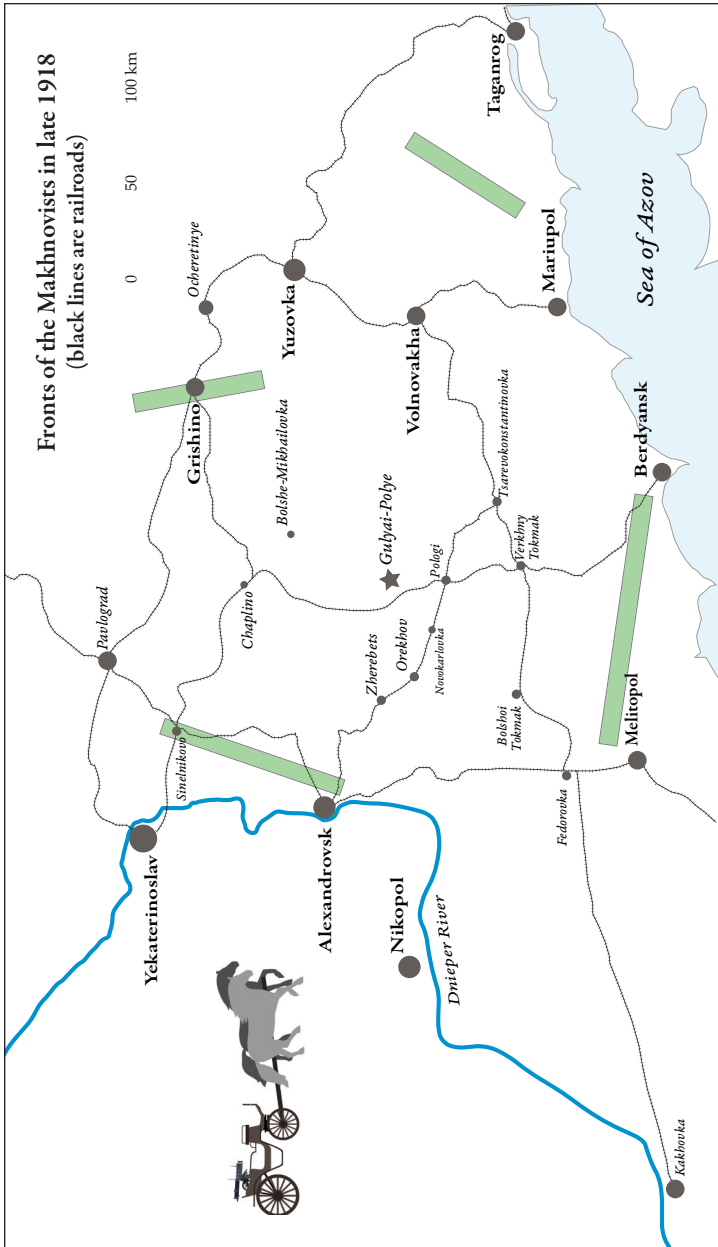 Fronts of the Makhnovists in late 1918
(black lines are railroads)
0
50
100 km
Pavlograd
Ocheretinye
Yekaterinoslav
Sinelnikovo
Grishino
Chaplino
Yuzovka
Bolshe-Mikhailovka
Alexandrovsk
Zherebets
Gulyai-Polye
Orekhov
Nikopol
Novokarlovka
Pologi
Volnovakha
Dnieper River
Tsarevokonstantinovka
Taganrog
Bolshoi
Tokmak
Verkhny
Tokmak
Mariupol
Fedorovka
Sea of Azov
Melitopol
Berdyansk
Kakhovka